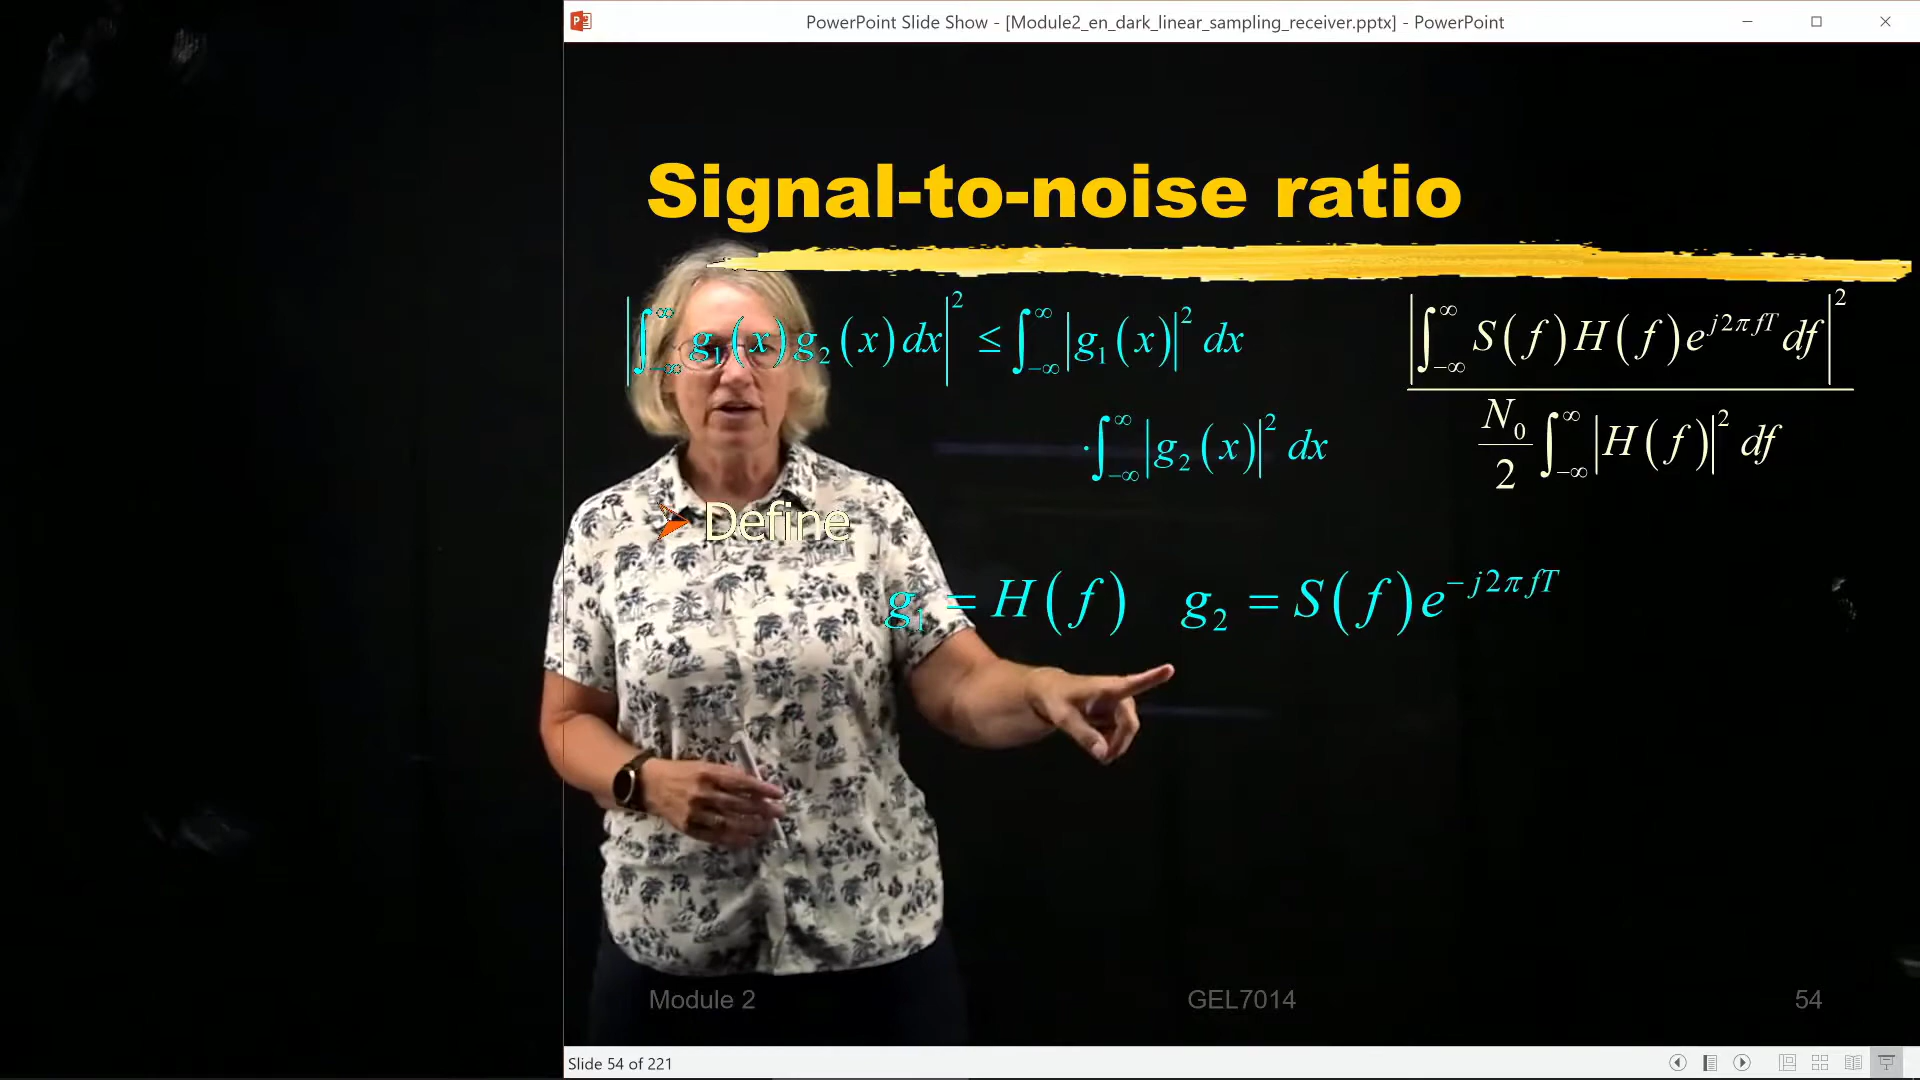 PowerPoint Slide Show - [Module2_en_dark_linear_sampling_receiver.pptx] - PowerPoint
Signal-to-noise ratio
|∫_{-∞}^{∞} g₁(x) g₂(x) dx|² ≤ ∫_{-∞}^{∞} |g₁(x)|² dx
· ∫_{-∞}^{∞} |g₂(x)|² dx
|∫_{-∞}^{∞} S(f) H(f) e^{j2πfT} df|²
N₀/2 ∫_{-∞}^{∞} |H(f)|² df
Define
g₁ = H(f) g₂ = S(f) e^{-j2πfT}
Module 2 GEL7014 54
Slide 54 of 221